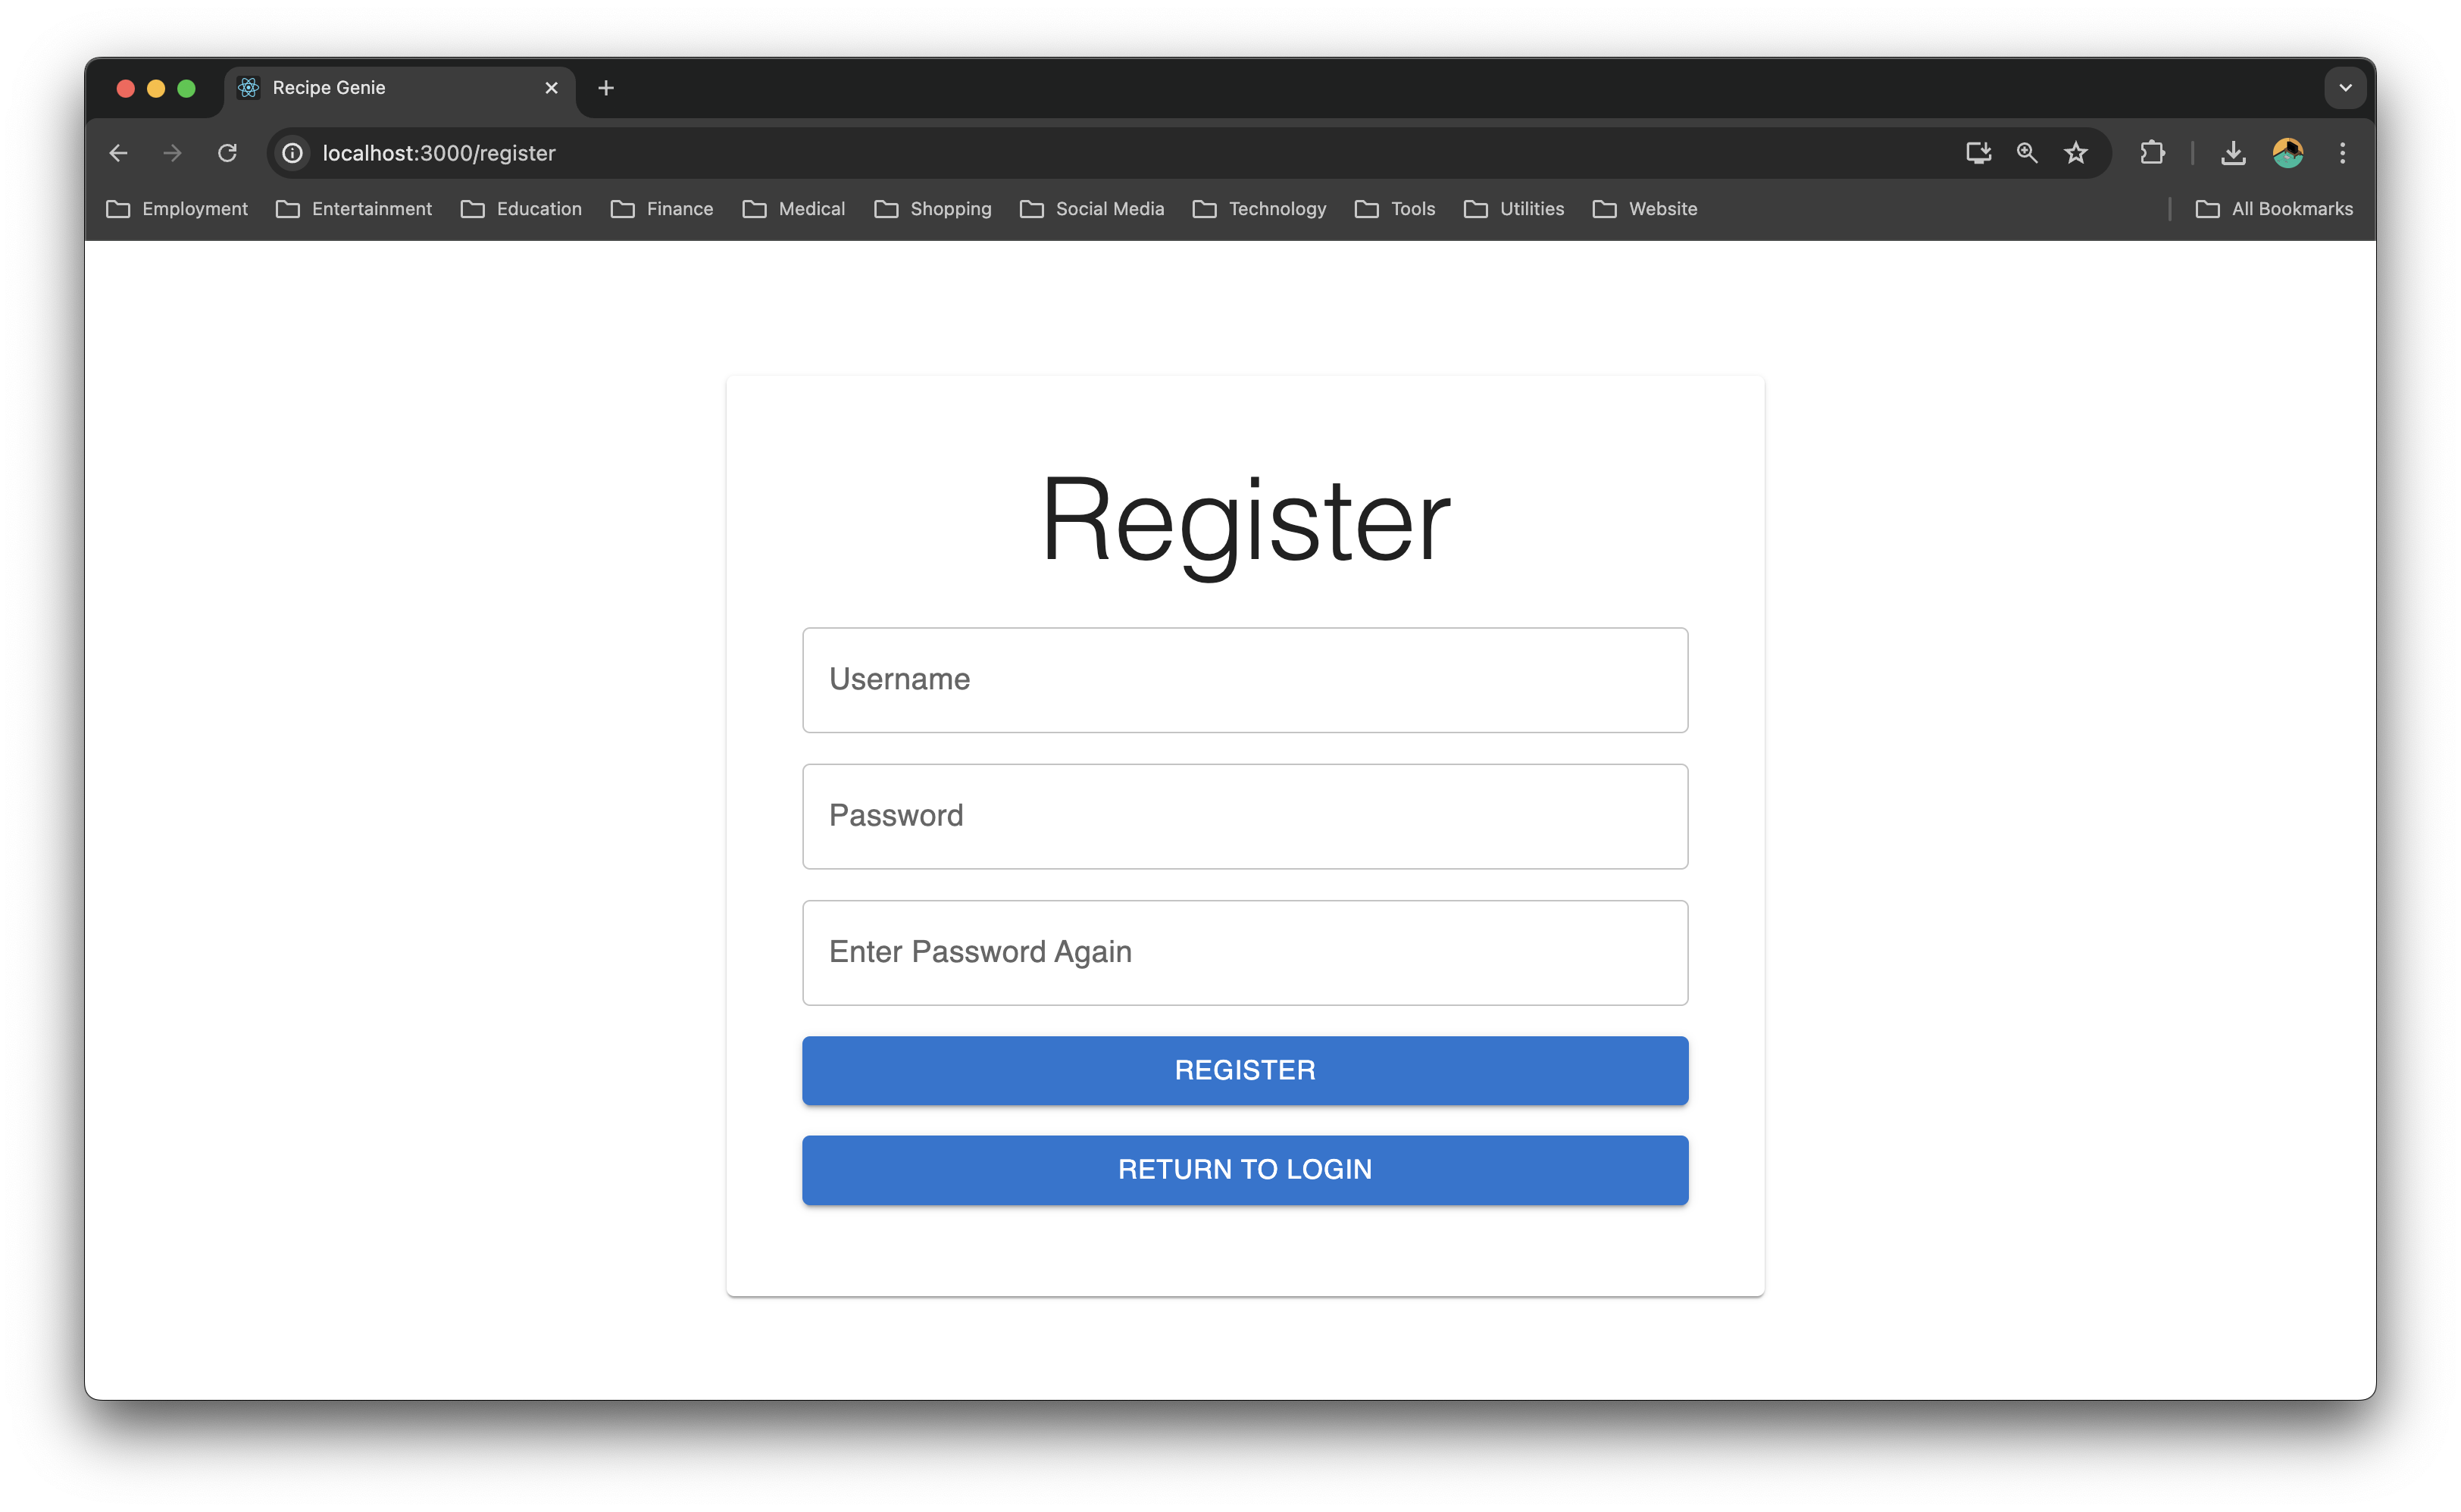 Recipe Genie
localhost:3000/register
Employment Entertainment Education Finance Medical Shopping Social Media Technology Tools Utilities Website All Bookmarks
Register
Username
Password
Enter Password Again
REGISTER
RETURN TO LOGIN